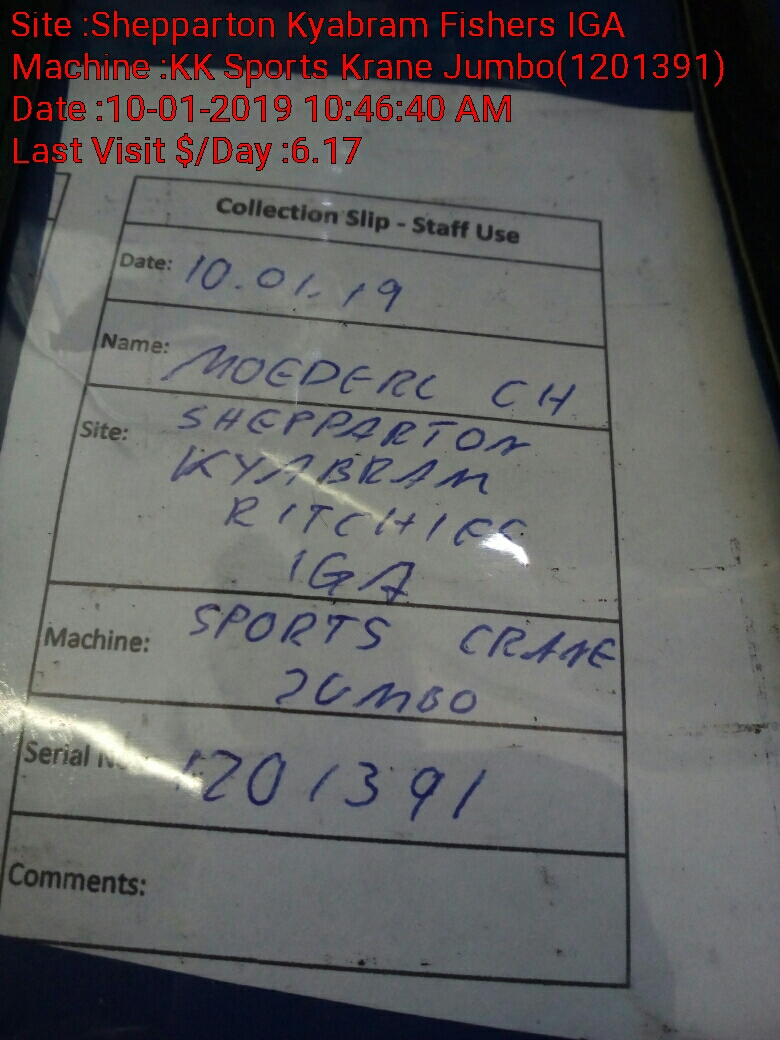 Site :Shepparton Kyabram Fishers IGA
Machine :KK Sports Krane Jumbo(1201391)
Date :10-01-2019 10:46:40 AM
Last Visit $/Day :6.17
Collection Slip - Staff Use
Date: 10.01.19
Name: MOEDERL CH
Site: SHEPPARTON
KYABRAM
RITCHIES
IGA
Machine: SPORTS CRANE
JUMBO
Serial No: 1201391
Comments: